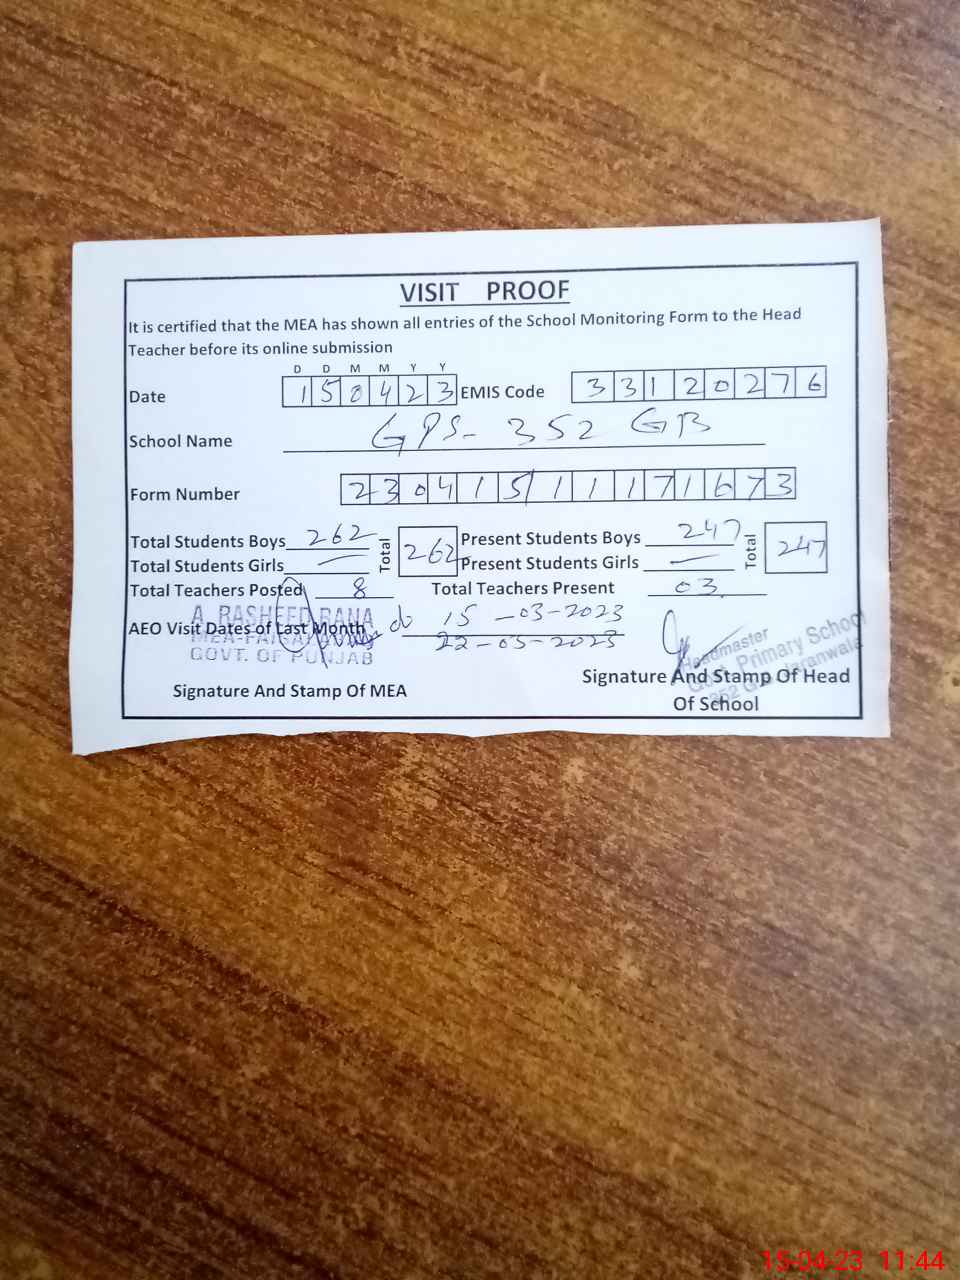 VISIT PROOF
It is certified that the MEA has shown all entries of the School Monitoring Form to the Head
Teacher before its online submission
D D M M Y Y
Date 1 5 0 4 2 3 EMIS Code 3 3 1 2 0 2 7 6
School Name GPS- 352 GB
Form Number 2 3 0 4 1 5 1 1 1 7 1 6 7 3
Total Students Boys 262 Total 262 Present Students Boys 247 Total 247
Total Students Girls — Present Students Girls —
Total Teachers Posted 8 Total Teachers Present 03
A. RASHEED RANA
AEO Visit Dates of Last Month 15-03-2023
22-03-2023
GOVT. OF PUNJAB
Headmaster
Govt. Primary School
352 G.B. Jaranwala
Signature And Stamp Of MEA
Signature And Stamp Of Head
Of School
15-04-23 11:44